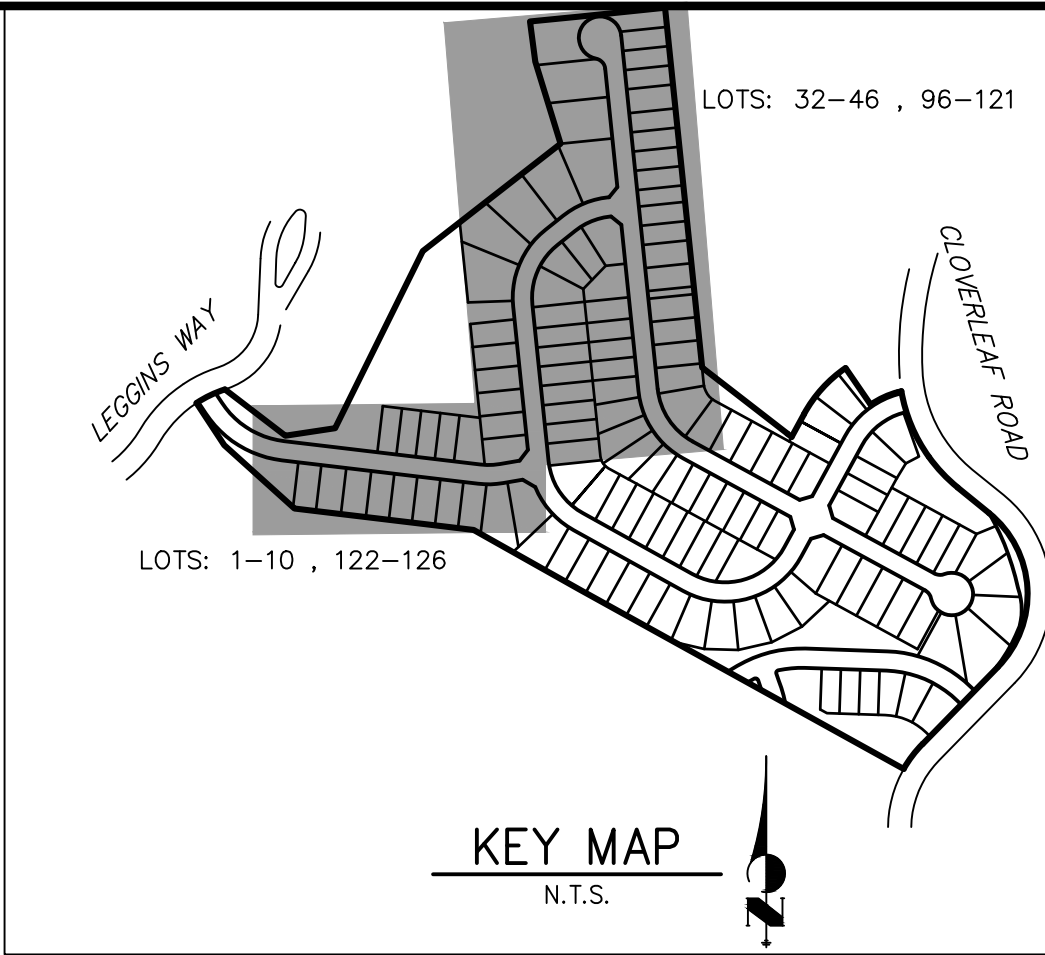 LOTS: 32-46 , 96-121
LEGGINS WAY
CLOVERLEAF ROAD
LOTS: 1-10 , 122-126
KEY MAP
N.T.S.
N